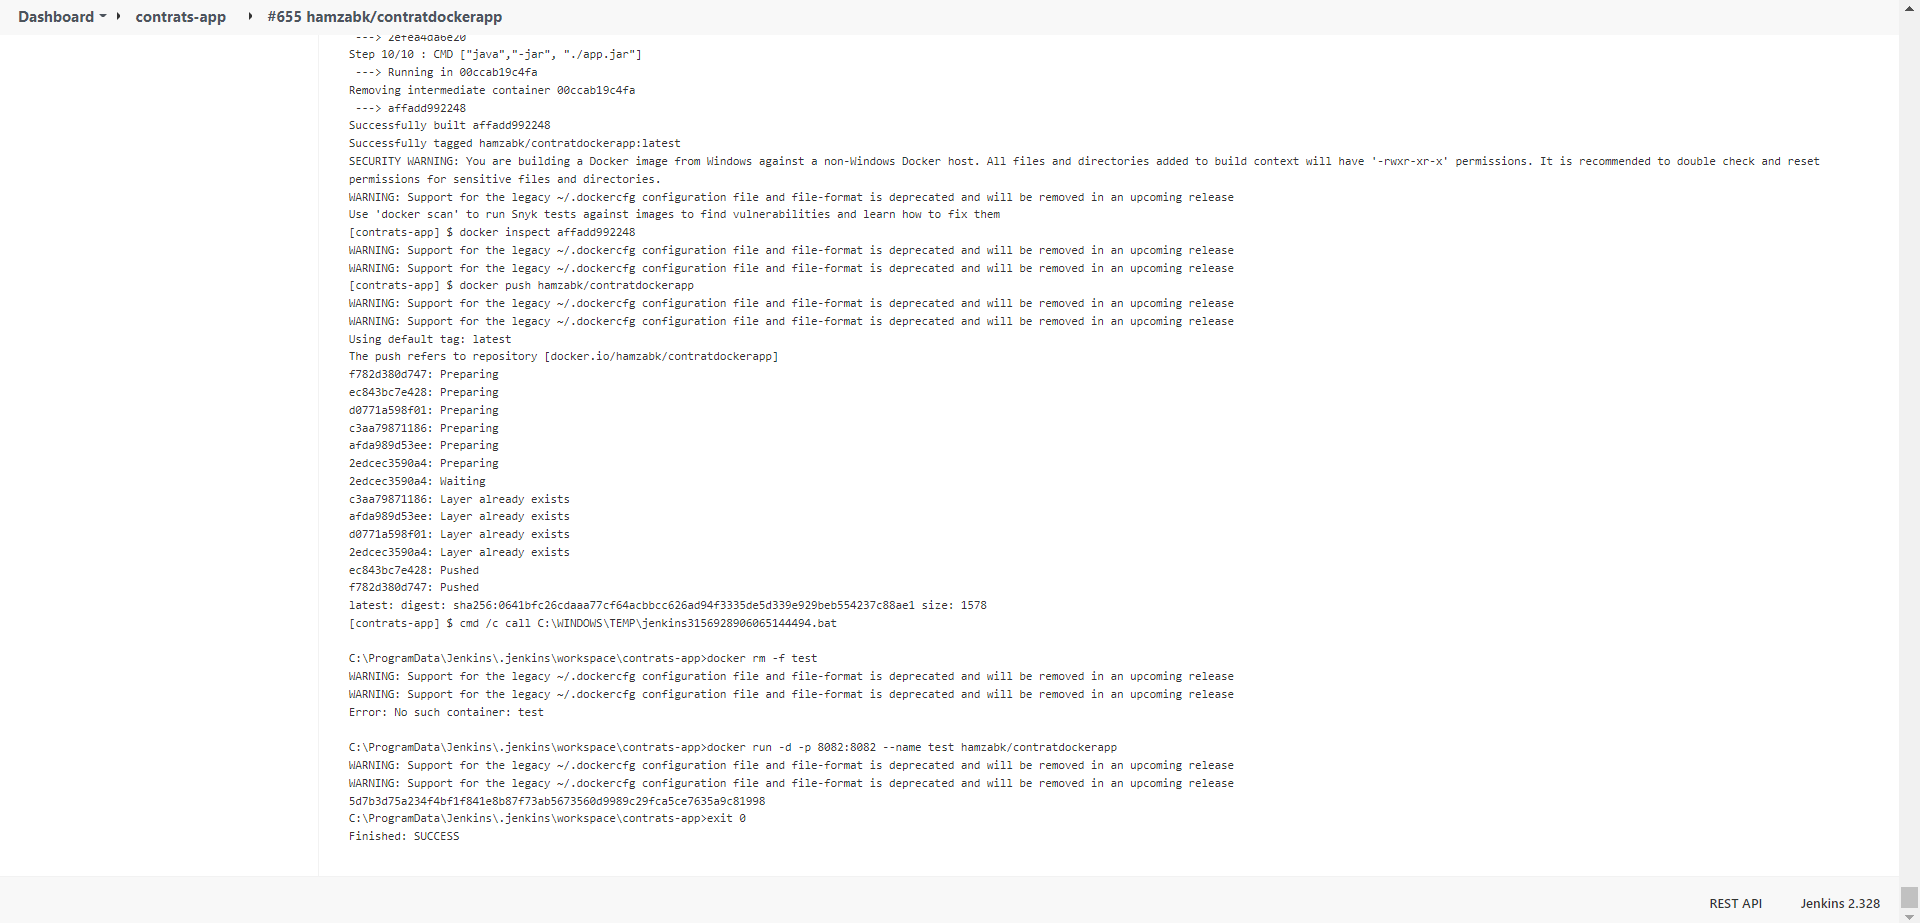 Dashboard contrats-app #655 hamzabk/contratdockerapp
---> 2efea4da6e20
Step 10/10 : CMD ["java","-jar", "./app.jar"]
---> Running in 00ccab19c4fa
Removing intermediate container 00ccab19c4fa
---> affadd992248
Successfully built affadd992248
Successfully tagged hamzabk/contratdockerapp:latest
SECURITY WARNING: You are building a Docker image from Windows against a non-Windows Docker host. All files and directories added to build context will have '-rwxr-xr-x' permissions. It is recommended to double check and reset
permissions for sensitive files and directories.
WARNING: Support for the legacy ~/.dockercfg configuration file and file-format is deprecated and will be removed in an upcoming release
Use 'docker scan' to run Snyk tests against images to find vulnerabilities and learn how to fix them
[contrats-app] $ docker inspect affadd992248
WARNING: Support for the legacy ~/.dockercfg configuration file and file-format is deprecated and will be removed in an upcoming release
WARNING: Support for the legacy ~/.dockercfg configuration file and file-format is deprecated and will be removed in an upcoming release
[contrats-app] $ docker push hamzabk/contratdockerapp
WARNING: Support for the legacy ~/.dockercfg configuration file and file-format is deprecated and will be removed in an upcoming release
WARNING: Support for the legacy ~/.dockercfg configuration file and file-format is deprecated and will be removed in an upcoming release
Using default tag: latest
The push refers to repository [docker.io/hamzabk/contratdockerapp]
f782d380d747: Preparing
ec843bc7e428: Preparing
d0771a598f01: Preparing
c3aa79871186: Preparing
afda989d53ee: Preparing
2edcec3590a4: Preparing
2edcec3590a4: Waiting
c3aa79871186: Layer already exists
afda989d53ee: Layer already exists
d0771a598f01: Layer already exists
2edcec3590a4: Layer already exists
ec843bc7e428: Pushed
f782d380d747: Pushed
latest: digest: sha256:0641bfc26cdaaa77cf64acbbcc626ad94f3335de5d339e929beb554237c88ae1 size: 1578
[contrats-app] $ cmd /c call C:\WINDOWS\TEMP\jenkins3156928906065144494.bat
C:\ProgramData\Jenkins\.jenkins\workspace\contrats-app>docker rm -f test
WARNING: Support for the legacy ~/.dockercfg configuration file and file-format is deprecated and will be removed in an upcoming release
WARNING: Support for the legacy ~/.dockercfg configuration file and file-format is deprecated and will be removed in an upcoming release
Error: No such container: test
C:\ProgramData\Jenkins\.jenkins\workspace\contrats-app>docker run -d -p 8082:8082 --name test hamzabk/contratdockerapp
WARNING: Support for the legacy ~/.dockercfg configuration file and file-format is deprecated and will be removed in an upcoming release
WARNING: Support for the legacy ~/.dockercfg configuration file and file-format is deprecated and will be removed in an upcoming release
5d7b3d75a234f4bf1f841e8b87f73ab5673560d9989c29fca5ce7635a9c81998
C:\ProgramData\Jenkins\.jenkins\workspace\contrats-app>exit 0
Finished: SUCCESS
REST API Jenkins 2.328